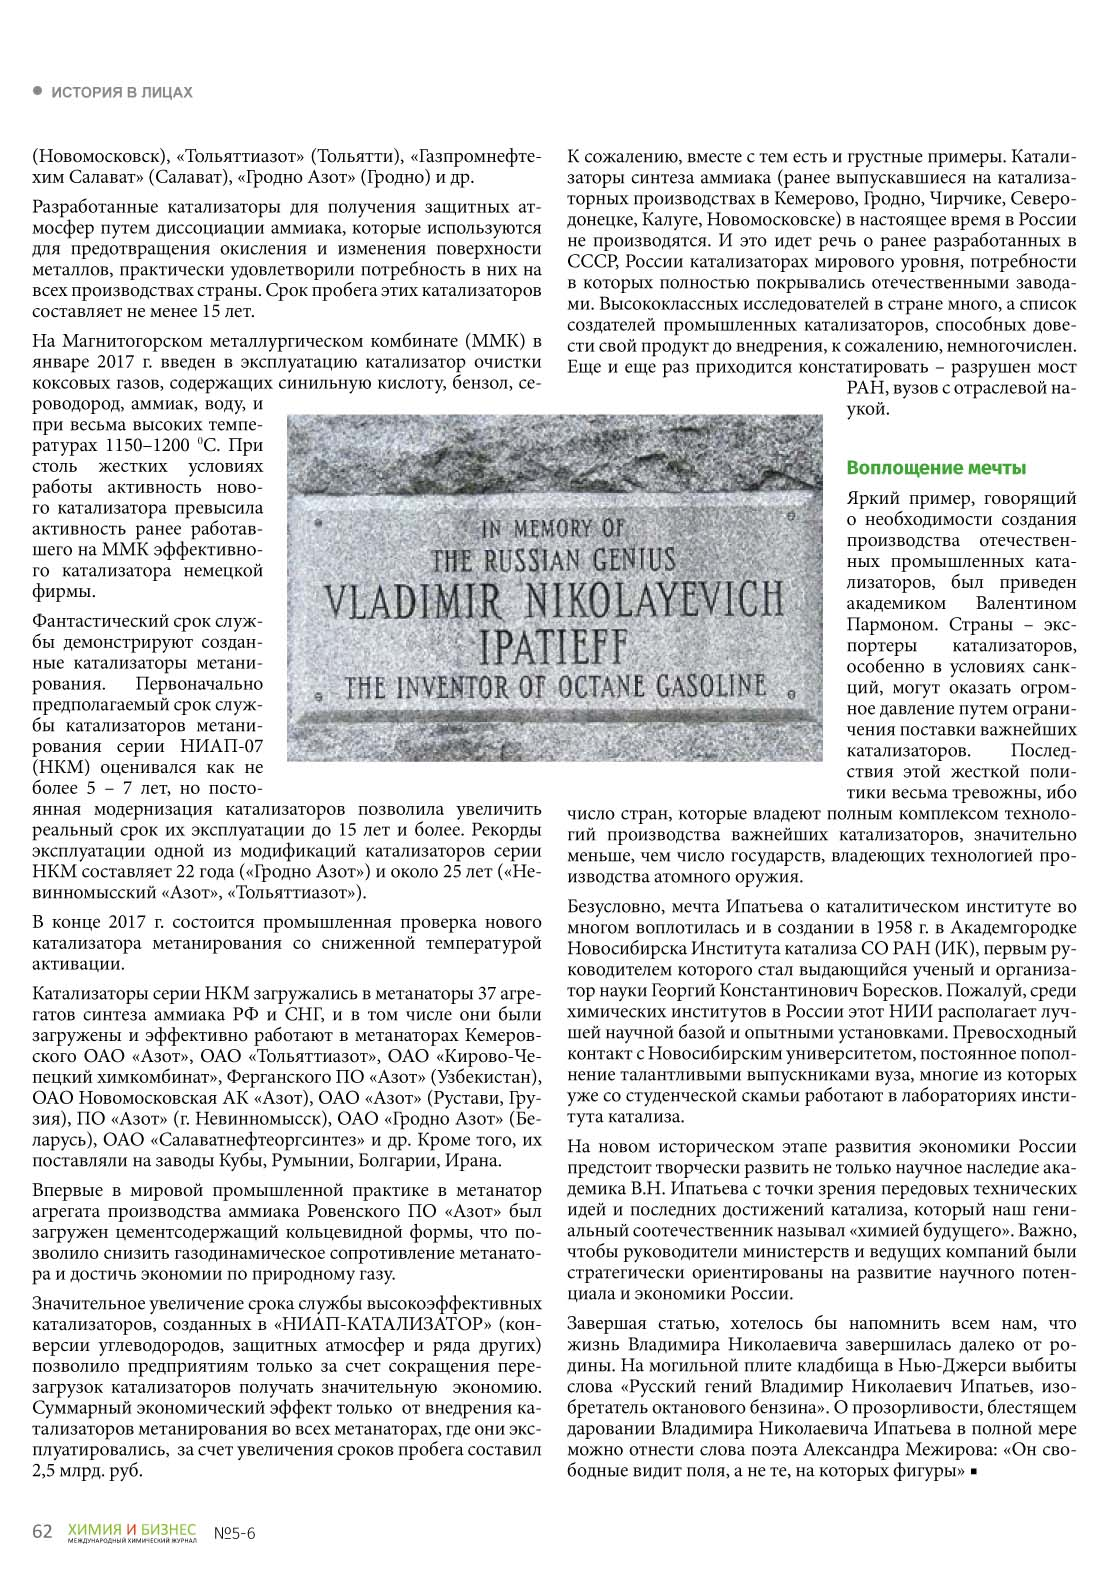 ИСТОРИЯ В ЛИЦАХ
(Новомосковск), «Тольяттиазот» (Тольятти), «Газпромнефте-
хим Салават» (Салават), «Гродно Азот» (Гродно) и др.
Разработанные катализаторы для получения защитных ат-
мосфер путем диссоциации аммиака, которые используются
для предотвращения окисления и изменения поверхности
металлов, практически удовлетворили потребность в них на
всех производствах страны. Срок пробега этих катализаторов
составляет не менее 15 лет.
На Магнитогорском металлургическом комбинате (ММК) в
январе 2017 г. введен в эксплуатацию катализатор очистки
коксовых газов, содержащих синильную кислоту, бензол, се-
роводород, аммиак, воду, и
при весьма высоких темпе-
ратурах 1150–1200 ⁰С. При
столь жестких условиях
работы активность ново-
го катализатора превысила
активность ранее работав-
шего на ММК эффективно-
го катализатора немецкой
фирмы.
Фантастический срок служ-
бы демонстрируют создан-
ные катализаторы метани-
рования. Первоначально
предполагаемый срок служ-
бы катализаторов метани-
рования серии НИАП-07
(НКМ) оценивался как не
более 5 – 7 лет, но посто-
янная модернизация катализаторов позволила увеличить
реальный срок их эксплуатации до 15 лет и более. Рекорды
эксплуатации одной из модификаций катализаторов серии
НКМ составляет 22 года («Гродно Азот») и около 25 лет («Не-
винномысский «Азот», «Тольяттиазот»).
В конце 2017 г. состоится промышленная проверка нового
катализатора метанирования со сниженной температурой
активации.
Катализаторы серии НКМ загружались в метанаторы 37 агре-
гатов синтеза аммиака РФ и СНГ, и в том числе они были
загружены и эффективно работают в метанаторах Кемеров-
ского ОАО «Азот», ОАО «Тольяттиазот», ОАО «Кирово-Че-
пецкий химкомбинат», Ферганского ПО «Азот» (Узбекистан),
ОАО Новомосковская АК «Азот), ОАО «Азот» (Рустави, Гру-
зия), ПО «Азот» (г. Невинномысск), ОАО «Гродно Азот» (Бе-
ларусь), ОАО «Салаватнефтеоргсинтез» и др. Кроме того, их
поставляли на заводы Кубы, Румынии, Болгарии, Ирана.
Впервые в мировой промышленной практике в метанатор
агрегата производства аммиака Ровенского ПО «Азот» был
загружен цементсодержащий кольцевидной формы, что по-
зволило снизить газодинамическое сопротивление метанато-
ра и достичь экономии по природному газу.
Значительное увеличение срока службы высокоэффективных
катализаторов, созданных в «НИАП-КАТАЛИЗАТОР» (кон-
версии углеводородов, защитных атмосфер и ряда других)
позволило предприятиям только за счет сокращения пере-
загрузок катализаторов получать значительную экономию.
Суммарный экономический эффект только от внедрения ка-
тализаторов метанирования во всех метанаторах, где они экс-
плуатировались, за счет увеличения сроков пробега составил
2,5 млрд. руб.
IN MEMORY OF
THE RUSSIAN GENIUS
VLADIMIR NIKOLAYEVICH
IPATIEFF
THE INVENTOR OF OCTANE GASOLINE
К сожалению, вместе с тем есть и грустные примеры. Катали-
заторы синтеза аммиака (ранее выпускавшиеся на катализа-
торных производствах в Кемерово, Гродно, Чирчике, Северо-
донецке, Калуге, Новомосковске) в настоящее время в России
не производятся. И это идет речь о ранее разработанных в
СССР, России катализаторах мирового уровня, потребности
в которых полностью покрывались отечественными завода-
ми. Высококлассных исследователей в стране много, а список
создателей промышленных катализаторов, способных дове-
сти свой продукт до внедрения, к сожалению, немногочислен.
Еще и еще раз приходится констатировать – разрушен мост
РАН, вузов с отраслевой на-
укой.
Воплощение мечты
Яркий пример, говорящий
о необходимости создания
производства отечествен-
ных промышленных ката-
лизаторов, был приведен
академиком Валентином
Пармоном. Страны – экс-
портеры катализаторов,
особенно в условиях санк-
ций, могут оказать огром-
ное давление путем ограни-
чения поставки важнейших
катализаторов. Послед-
ствия этой жесткой поли-
тики весьма тревожны, ибо
число стран, которые владеют полным комплексом техноло-
гий производства важнейших катализаторов, значительно
меньше, чем число государств, владеющих технологией про-
изводства атомного оружия.
Безусловно, мечта Ипатьева о каталитическом институте во
многом воплотилась и в создании в 1958 г. в Академгородке
Новосибирска Института катализа СО РАН (ИК), первым ру-
ководителем которого стал выдающийся ученый и организа-
тор науки Георгий Константинович Боресков. Пожалуй, среди
химических институтов в России этот НИИ располагает луч-
шей научной базой и опытными установками. Превосходный
контакт с Новосибирским университетом, постоянное попол-
нение талантливыми выпускниками вуза, многие из которых
уже со студенческой скамьи работают в лабораториях инсти-
тута катализа.
На новом историческом этапе развития экономики России
предстоит творчески развить не только научное наследие ака-
демика В.Н. Ипатьева с точки зрения передовых технических
идей и последних достижений катализа, который наш гени-
альный соотечественник называл «химией будущего». Важно,
чтобы руководители министерств и ведущих компаний были
стратегически ориентированы на развитие научного потен-
циала и экономики России.
Завершая статью, хотелось бы напомнить всем нам, что
жизнь Владимира Николаевича завершилась далеко от ро-
дины. На могильной плите кладбища в Нью-Джерси выбиты
слова «Русский гений Владимир Николаевич Ипатьев, изо-
бретатель октанового бензина». О прозорливости, блестящем
даровании Владимира Николаевича Ипатьева в полной мере
можно отнести слова поэта Александра Межирова: «Он сво-
бодные видит поля, а не те, на которых фигуры» ▪
62 ХИМИЯ И БИЗНЕС №5-6
МЕЖДУНАРОДНЫЙ ХИМИЧЕСКИЙ ЖУРНАЛ